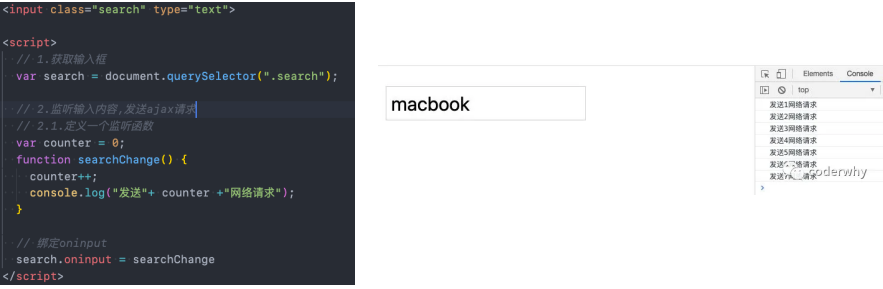 <input class="search" type="text">
<script>
// 1.获取输入框
var search = document.querySelector(".search");
// 2.监听输入内容,发送ajax请求
// 2.1.定义一个监听函数
var counter = 0;
function searchChange() {
counter++;
console.log("发送"+ counter +"网络请求");
}
// 绑定oninput
search.oninput = searchChange
</script>
macbook
Elements Console
top
发送1网络请求
发送2网络请求
发送3网络请求
发送4网络请求
发送5网络请求
发送6网络请求
发送7网络请求
coderwhy